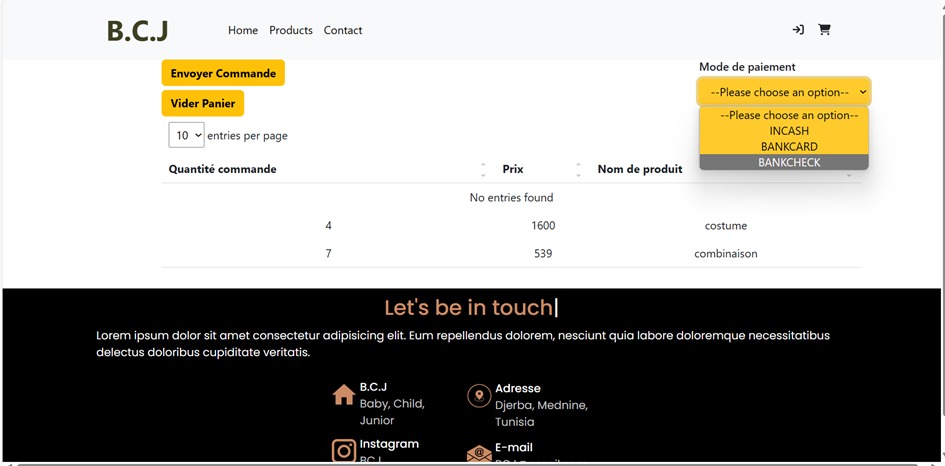 B.C.J
Home Products Contact
Envoyer Commande
Mode de paiement
--Please choose an option--
Vider Panier
--Please choose an option--
INCASH
BANKCARD
BANKCHECK
10 entries per page
Quantité commande Prix Nom de produit
No entries found
4 1600 costume
7 539 combinaison
Let's be in touch
Lorem ipsum dolor sit amet consectetur adipisicing elit. Eum repellendus dolorem, nesciunt quia labore doloremque necessitatibus
delectus doloribus cupiditate veritatis.
B.C.J
Baby, Child,
Junior
Adresse
Djerba, Mednine,
Tunisia
Instagram
BCJ
E-mail